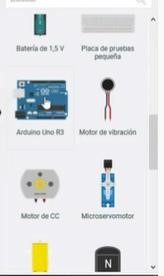 Batería de 1,5 V
Placa de pruebas
pequeña
Arduino Uno R3
Motor de vibración
Motor de CC
Microservomotor
N